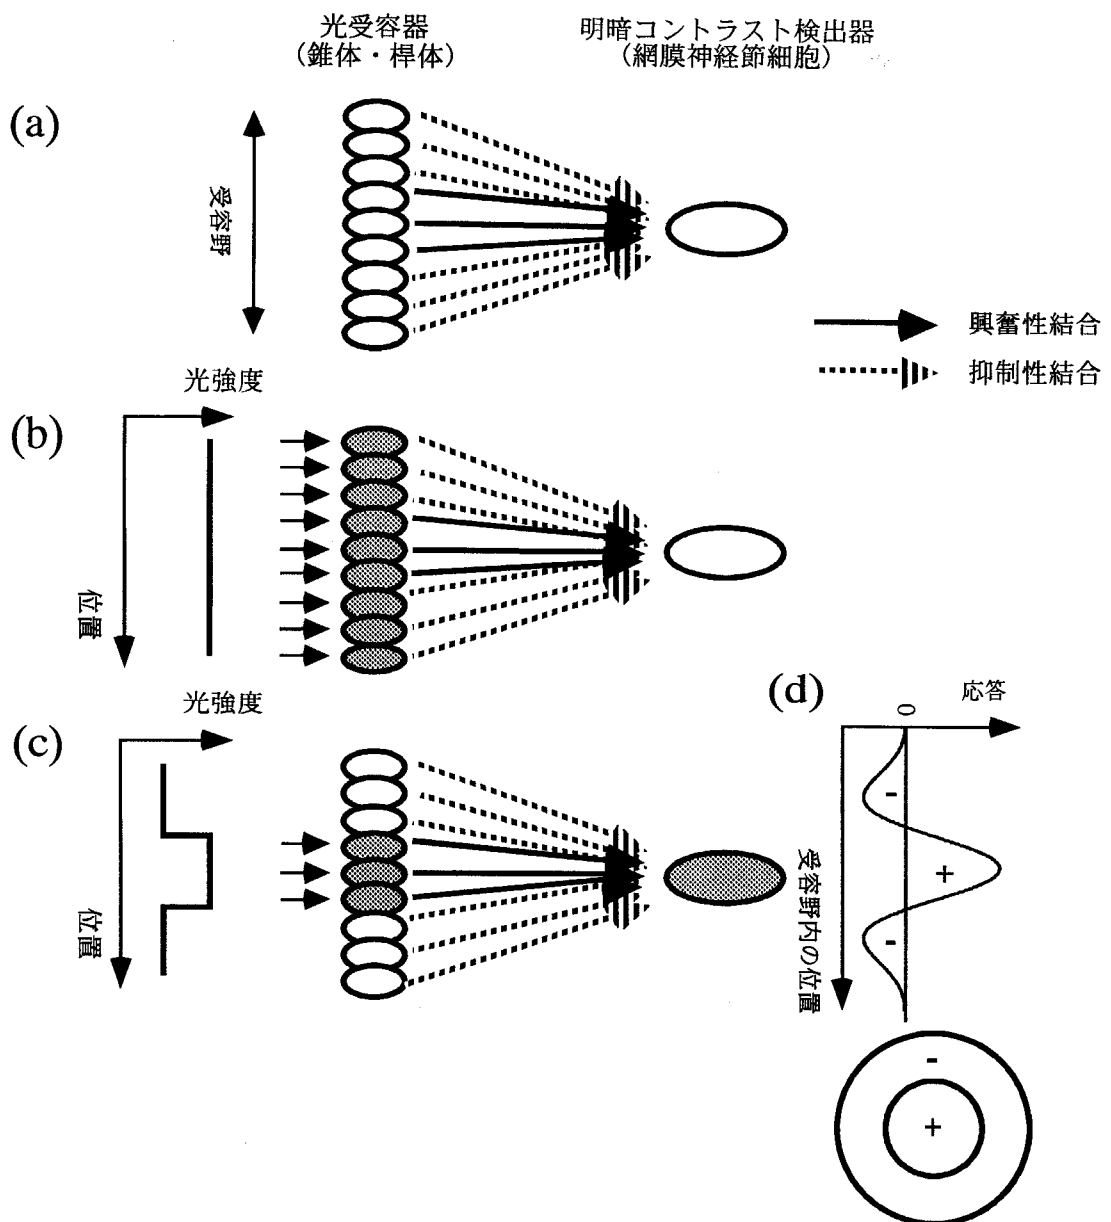 光受容器
(錐体・桿体)
明暗コントラスト検出器
(網膜神経節細胞)
(a)
受容野
興奮性結合
抑制性結合
光強度
(b)
位置
光強度
(c)
位置
(d)
応答
0
-
+
-
受容野内の位置
-
+